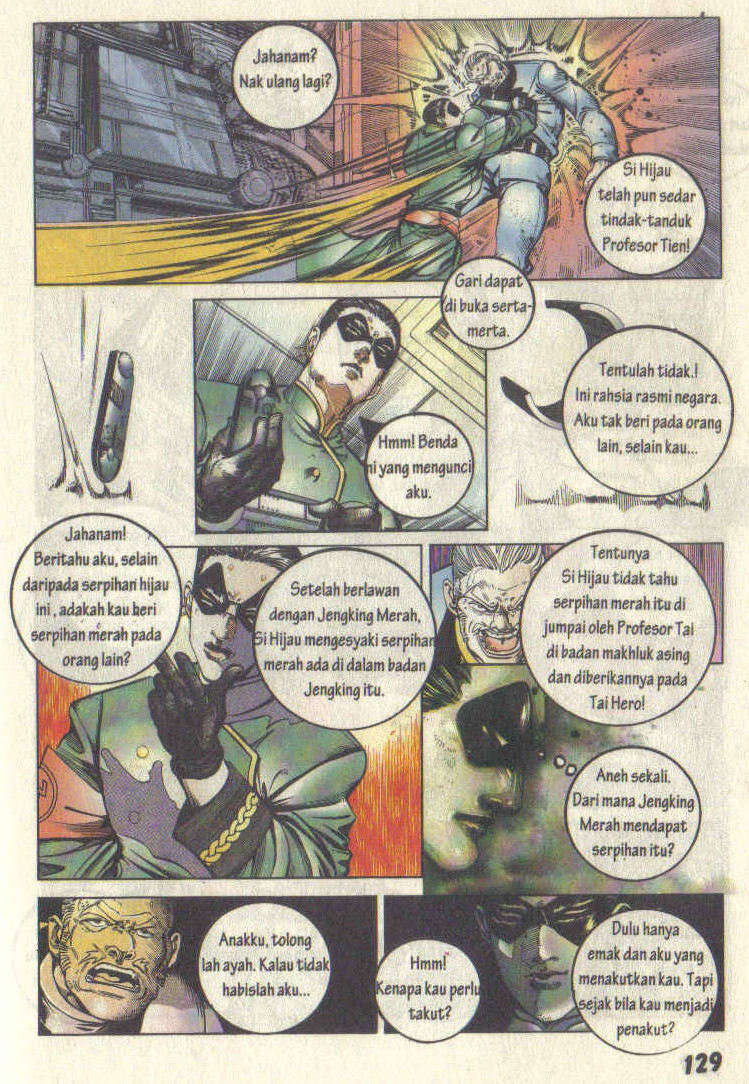 Jahanam?
Nak ulang lagi?
Si Hijau
telah pun sedar
tindak-tanduk
Profesor Tien!
Gari dapat
di buka serta-
merta.
Hmm! Benda
ni yang mengunci
aku.
Tentulah tidak.!
Ini rahsia rasmi negara.
Aku tak beri pada orang
lain, selain kau...
Jahanam!
Beritahu aku, selain
daripada serpihan hijau
ini , adakah kau beri
serpihan merah pada
orang lain?
Setelah berlawan
dengan Jengking Merah,
Si Hijau mengesyaki serpihan
merah ada di dalam badan
Jengking itu.
Tentunya
Si Hijau tidak tahu
serpihan merah itu di
jumpai oleh Profesor Tai
di badan makhluk asing
dan diberikannya pada
Tai Hero!
Aneh sekali.
Dari mana Jengking
Merah mendapat
serpihan itu?
Anakku, tolong
lah ayah. Kalau tidak
habislah aku...
Hmm!
Kenapa kau perlu
takut?
Dulu hanya
emak dan aku yang
menakutkan kau. Tapi
sejak bila kau menjadi
penakut?
129